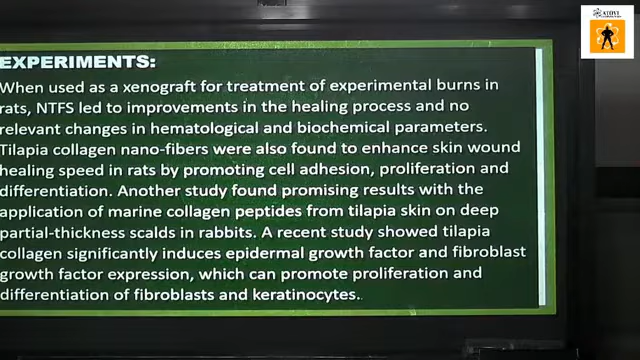 EXPERIMENTS:
When used as a xenograft for treatment of experimental burns in
rats, NTFS led to improvements in the healing process and no
relevant changes in hematological and biochemical parameters.
Tilapia collagen nano-fibers were also found to enhance skin wound
healing speed in rats by promoting cell adhesion, proliferation and
differentiation. Another study found promising results with the
application of marine collagen peptides from tilapia skin on deep
partial-thickness scalds in rabbits. A recent study showed tilapia
collagen significantly induces epidermal growth factor and fibroblast
growth factor expression, which can promote proliferation and
differentiation of fibroblasts and keratinocytes.